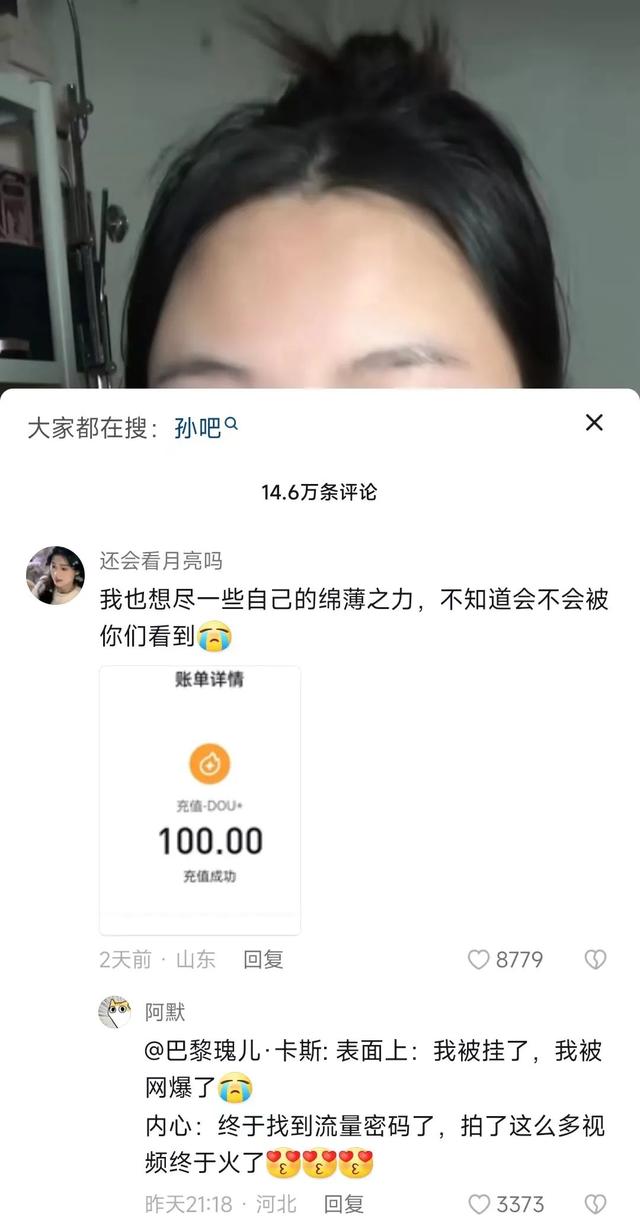 大家都在搜：孙吧
14.6万条评论
还会看月亮吗
我也想尽一些自己的绵薄之力，不知道会不会被
你们看到😭
账单详情
充值-DOU+
100.00
充值成功
2天前 · 山东 回复 8779
阿默
@巴黎瑰儿·卡斯: 表面上：我被挂了，我被
网爆了😭
内心：终于找到流量密码了，拍了这么多视
频终于火了😍😍😍
昨天21:18 · 河北 回复 3373